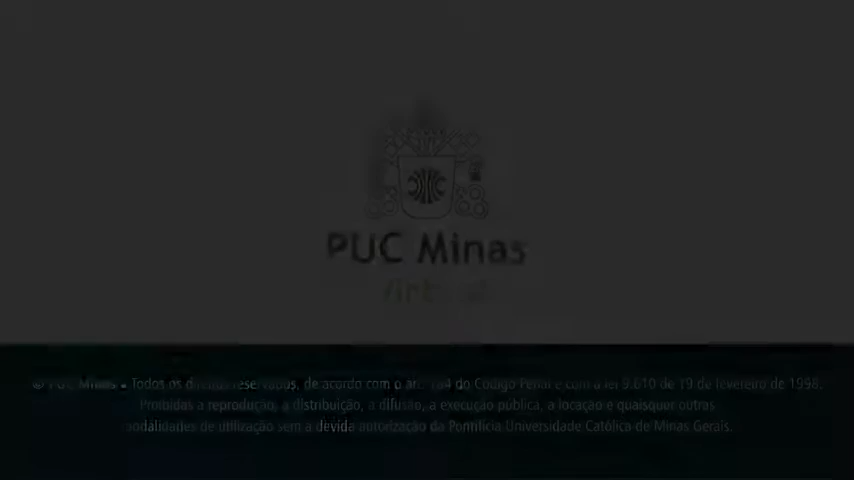 PUC Minas
Virtual
© PUC Minas • Todos os direitos reservados, de acordo com o art. 184 do Código Penal e com a lei 9.610 de 19 de fevereiro de 1998.
Proibidas a reprodução, a distribuição, a difusão, a execução pública, a locação e quaisquer outras
modalidades de utilização sem a devida autorização da Pontifícia Universidade Católica de Minas Gerais.